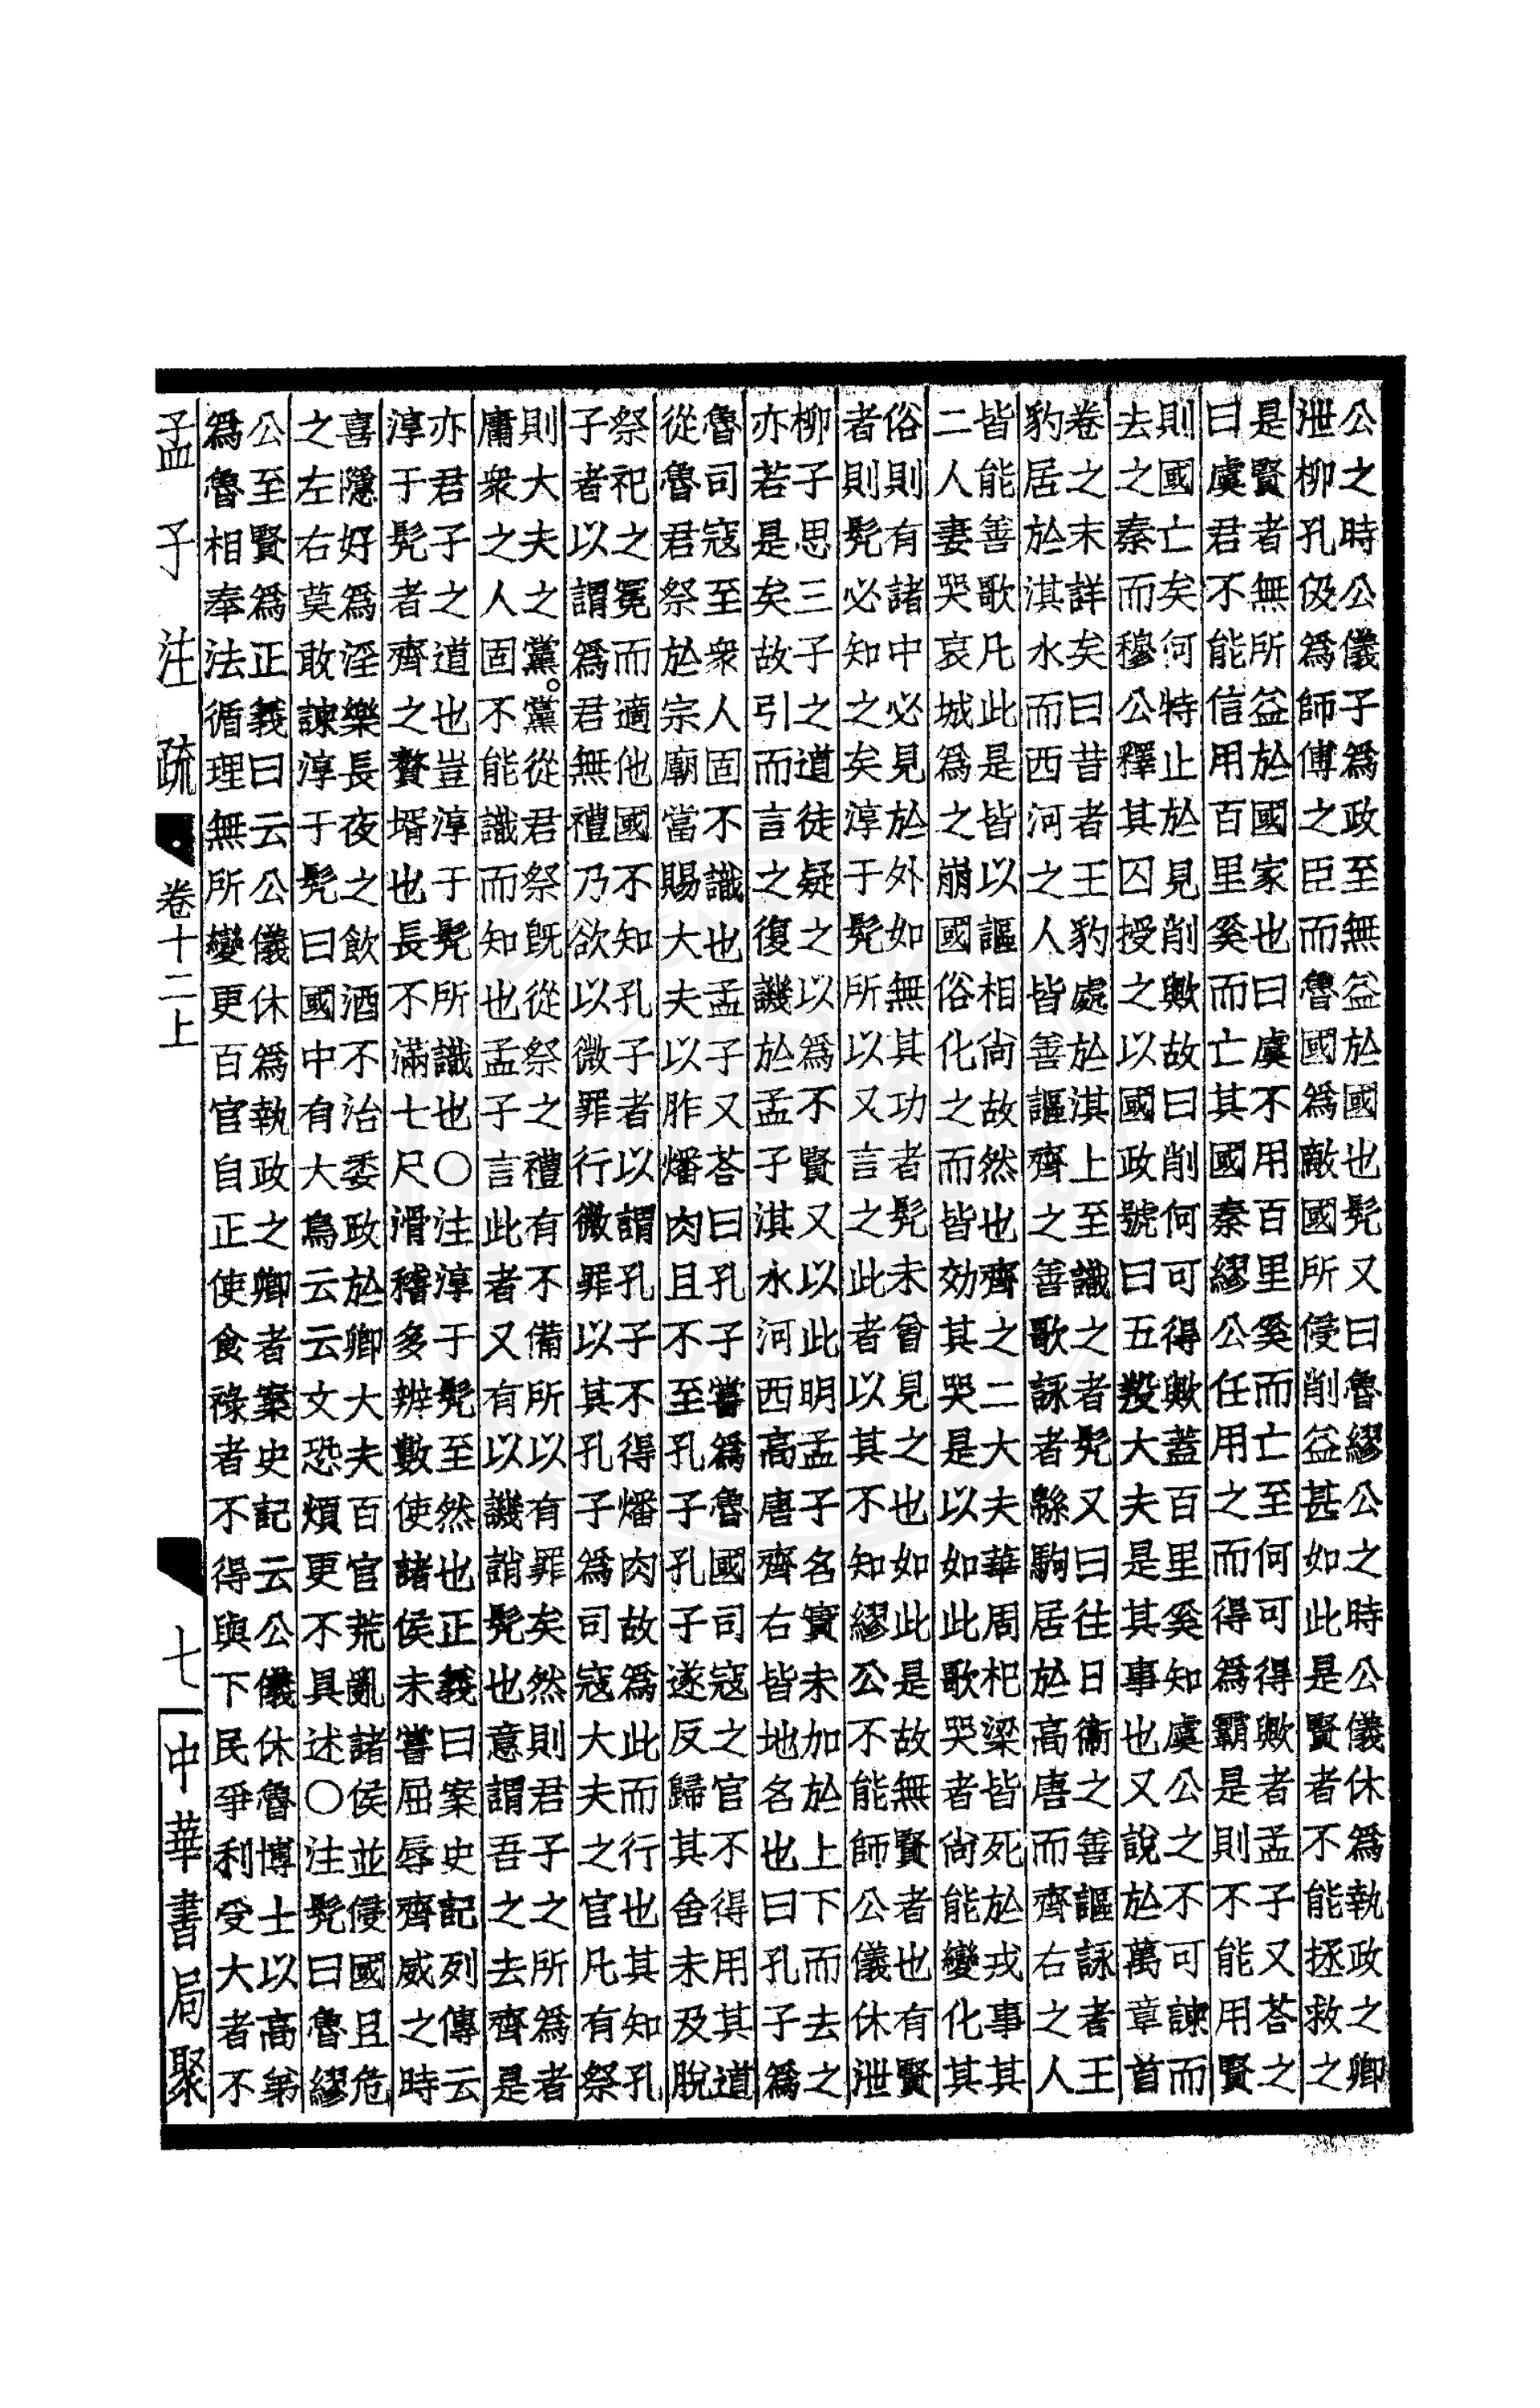 公之時公儀子爲政至無益於國也髡又曰魯繆公之時公儀休爲執政之卿
泄柳孔伋爲師傅之臣而魯國爲敵國所侵削益甚如此是賢者不能拯救之
是賢者無所益於國家也曰虞不用百里奚而亡至何可得歟者孟子又荅之
曰虞君不能信用百里奚而亡其國秦繆公任用之而得爲霸是則不能用賢
則國亡矣何特止於見削歟故曰削何可得歟蓋百里奚知虞公之不可諫而
去之秦而穆公釋其囚授之以國政號曰五羖大夫是其事也又說於萬章首
卷之末詳矣曰昔者王豹處於淇上至識之者髡又曰往日衞之善謳詠者王
豹居於淇水而西河之人皆善謳齊之善歌詠者緜駒居於高唐而齊右之人
皆能善歌凡此是皆以謳相尙故然也齊之二大夫華周杞梁皆死於戎事其
二人妻哭哀城爲之崩國俗化之而皆効其哭是以如此歌哭者尙能變化其
俗則有諸中必見於外如無其功者髡未曾見之也如此是故無賢者也有賢
者則髡必知之矣淳于髡所以又言之此者以其不知繆公不能師公儀休泄
柳子思三子之道徒疑之以爲不賢又以此明孟子名實未加於上下而去之
亦若是矣故引而言之復譏於孟子淇水河西高唐齊右皆地名也曰孔子爲
魯司寇至衆人固不識也孟子又荅曰孔子嘗爲魯國司寇之官不得用其道
從魯君祭於宗廟當賜大夫以胙燔肉且不至孔子孔子遂反歸其舍未及脫
祭祀之冕而適他國不知孔子者以謂孔子不得燔肉故爲此而行也其知孔
子者以謂爲君無禮乃欲以微罪行微罪以其孔子爲司寇大夫之官凡有祭
則大夫之黨。黨從君祭旣從祭之禮有不備所以有罪矣然則君子之所爲者
庸衆之人固不能識而知也孟子言此者又有以譏誚髡也意謂吾之去齊是
亦君子之道也豈淳于髡所識也○注淳于髡至然也正義曰案史記列傳云
淳于髡者齊之贅壻也長不滿七尺滑稽多辨數使諸侯未嘗屈辱齊威之時
喜隱好爲淫樂長夜之飮酒不治委政於卿大夫百官荒亂諸侯並侵國且危
之左右莫敢諫淳于髡曰國中有大鳥云云文恐煩更不具述○注髡曰魯繆
公至賢爲正義曰云公儀休爲執政之卿者案史記云公儀休魯博士以高第
爲魯相奉法循理無所變更百官自正使食祿者不得與下民爭利受大者不
孟子注疏 卷十二上 七 中華書局聚